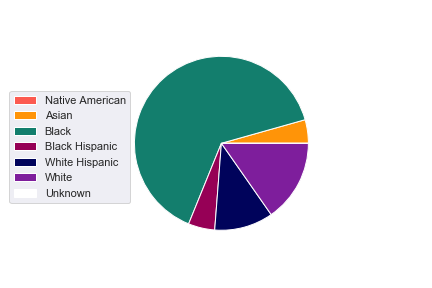 Native American
Asian
Black
Black Hispanic
White Hispanic
White
Unknown